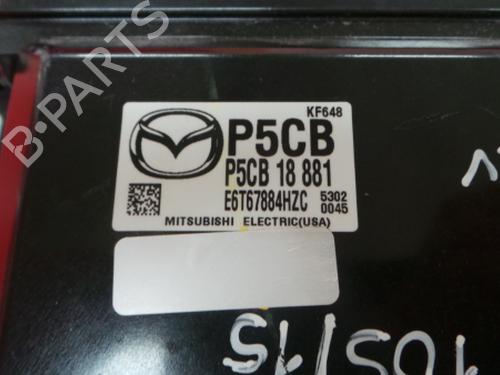 KF648
P5CB
P5CB 18 881
E6T67884HZC 5302
0045
MITSUBISHI ELECTRIC(USA)
B-PARTS